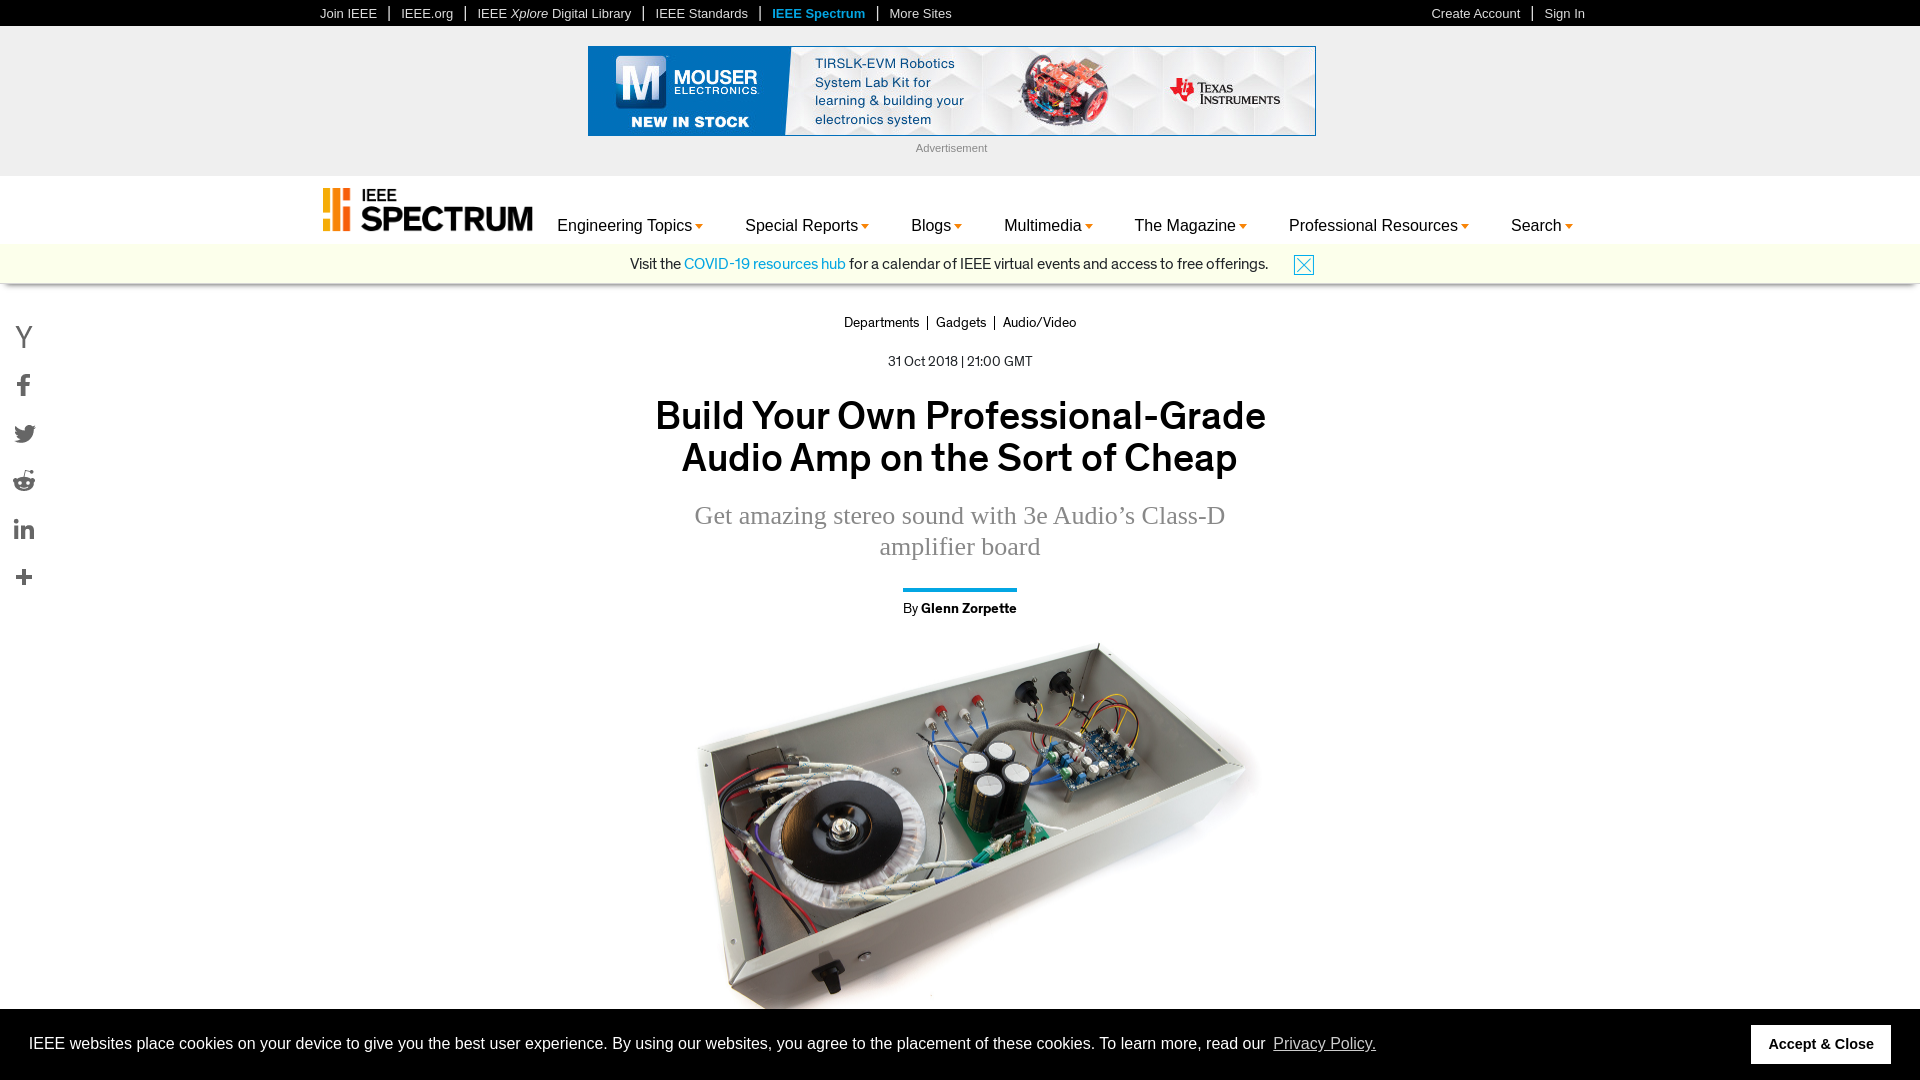 Join IEEE | IEEE.org | IEEE Xplore Digital Library | IEEE Standards | IEEE Spectrum | More Sites
Create Account | Sign In
MOUSER
ELECTRONICS
NEW IN STOCK
TIRSLK-EVM Robotics
System Lab Kit for
learning & building your
electronics system
TEXAS
INSTRUMENTS
Advertisement
IEEE
SPECTRUM
Engineering Topics
Special Reports
Blogs
Multimedia
The Magazine
Professional Resources
Search
Visit the COVID-19 resources hub for a calendar of IEEE virtual events and access to free offerings.
Departments | Gadgets | Audio/Video
31 Oct 2018 | 21:00 GMT
Build Your Own Professional-Grade
Audio Amp on the Sort of Cheap
Get amazing stereo sound with 3e Audio’s Class-D
amplifier board
By Glenn Zorpette
IEEE websites place cookies on your device to give you the best user experience. By using our websites, you agree to the placement of these cookies. To learn more, read our Privacy Policy.
Accept & Close